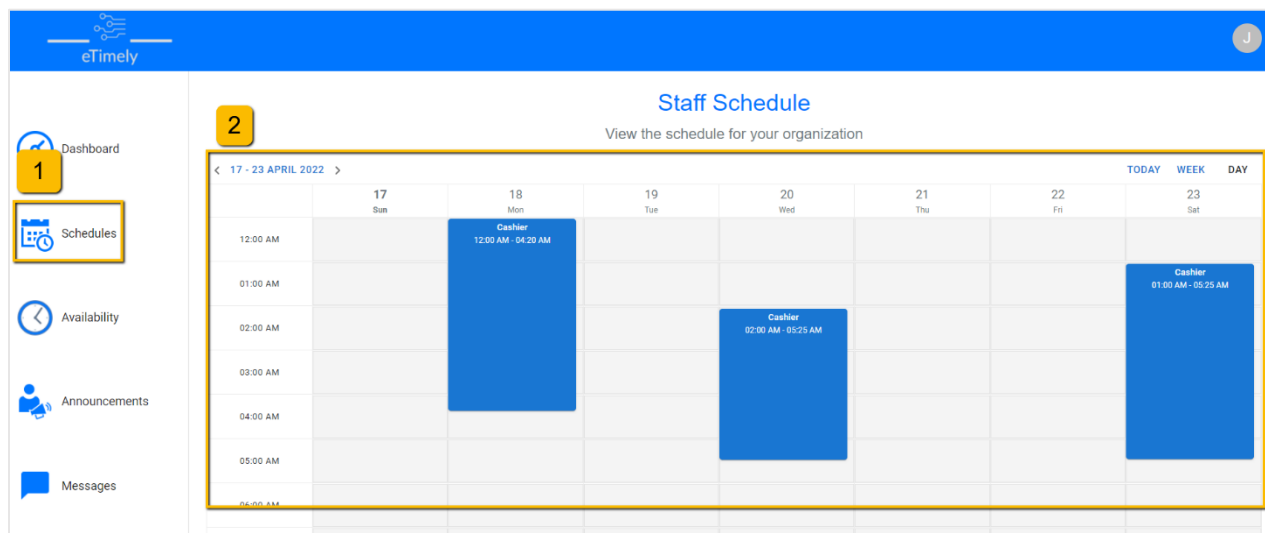 eTimely
J
Staff Schedule
View the schedule for your organization
2
Dashboard
1
Schedules
Availability
Announcements
Messages
< 17 - 23 APRIL 2022 >
TODAY WEEK DAY
17 18 19 20 21 22 23
Sun Mon Tue Wed Thu Fri Sat
12:00 AM
01:00 AM
02:00 AM
03:00 AM
04:00 AM
05:00 AM
06:00 AM
Cashier
12:00 AM - 04:20 AM
Cashier
02:00 AM - 05:25 AM
Cashier
01:00 AM - 05:25 AM